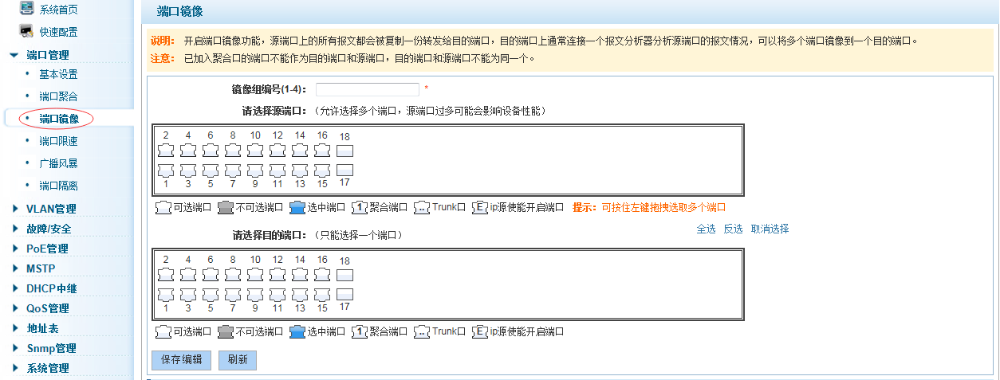 系统首页
快速配置
端口管理
基本设置
端口聚合
端口镜像
端口限速
广播风暴
端口隔离
VLAN管理
故障/安全
PoE管理
MSTP
DHCP中继
QoS管理
地址表
Snmp管理
系统管理
端口镜像
说明： 开启端口镜像功能，源端口上的所有报文都会被复制一份转发给目的端口，目的端口上通常连接一个报文分析器分析源端口的报文情况，可以将多个端口镜像到一个目的端口。
注意： 已加入聚合口的端口不能作为目的端口和源端口，目的端口和源端口不能为同一个。
镜像组编号(1-4)： *
请选择源端口：（允许选择多个端口，源端口过多可能会影响设备性能）
2 4 6 8 10 12 14 16 18
1 3 5 7 9 11 13 15 17
可选端口 不可选端口 选中端口 1 聚合端口 .. Trunk口 E ip源使能开启端口 提示：可按住左键拖拽选取多个端口
全选 反选 取消选择
请选择目的端口：（只能选择一个端口）
2 4 6 8 10 12 14 16 18
1 3 5 7 9 11 13 15 17
可选端口 不可选端口 选中端口 1 聚合端口 .. Trunk口 E ip源使能开启端口
保存编辑 刷新